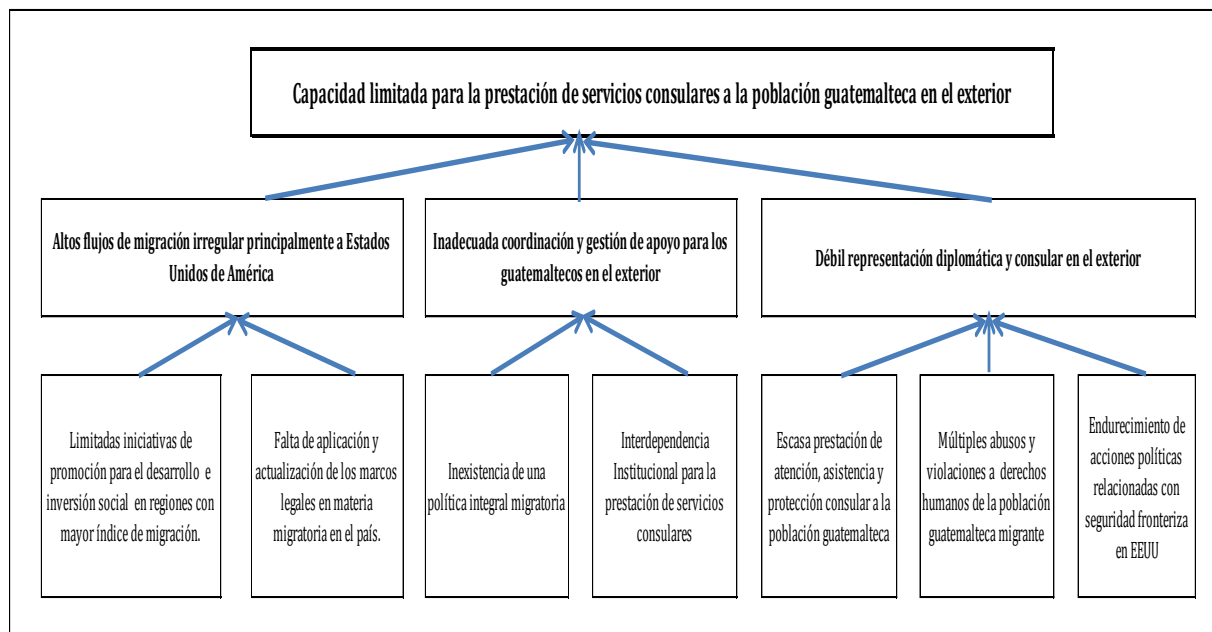 Capacidad limitada para la prestación de servicios consulares a la población guatemalteca en el exterior
Altos flujos de migración irregular principalmente a Estados
Unidos de América
Inadecuada coordinación y gestión de apoyo para los
guatemaltecos en el exterior
Débil representación diplomática y consular en el exterior
Limitadas iniciativas de
promoción para el desarrollo e
inversión social en regiones con
mayor índice de migración.
Falta de aplicación y
actualización de los marcos
legales en materia
migratoria en el país.
Inexistencia de una
política integral migratoria
Interdependencia
Institucional para la
prestación de servicios
consulares
Escasa prestación de
atención, asistencia y
protección consular a la
población guatemalteca
Múltiples abusos y
violaciones a derechos
humanos de la población
guatemalteca migrante
Endurecimiento de
acciones políticas
relacionadas con
seguridad fronteriza
en EEUU